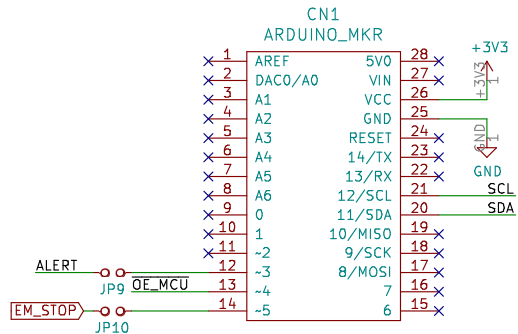 CN1
ARDUINO_MKR
1 AREF 5V0 28
2 DAC0/A0 VIN 27
3 A1 VCC 26
4 A2 GND 25
5 A3 RESET 24
6 A4 14/TX 23
7 A5 13/RX 22
8 A6 12/SCL 21
9 0 11/SDA 20
10 1 10/MISO 19
11 ~2 9/SCK 18
12 ~3 8/MOSI 17
13 ~4 7 16
14 ~5 6 15
+3V3
+3V3 1
GND 1
GND
SCL
SDA
ALERT
JP9
OE_MCU
EM_STOP
JP10